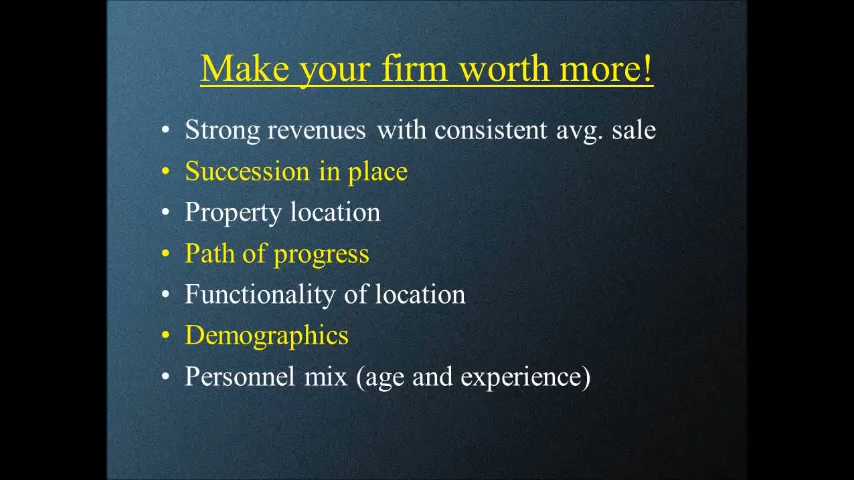 Make your firm worth more!
• Strong revenues with consistent avg. sale
• Succession in place
• Property location
• Path of progress
• Functionality of location
• Demographics
• Personnel mix (age and experience)